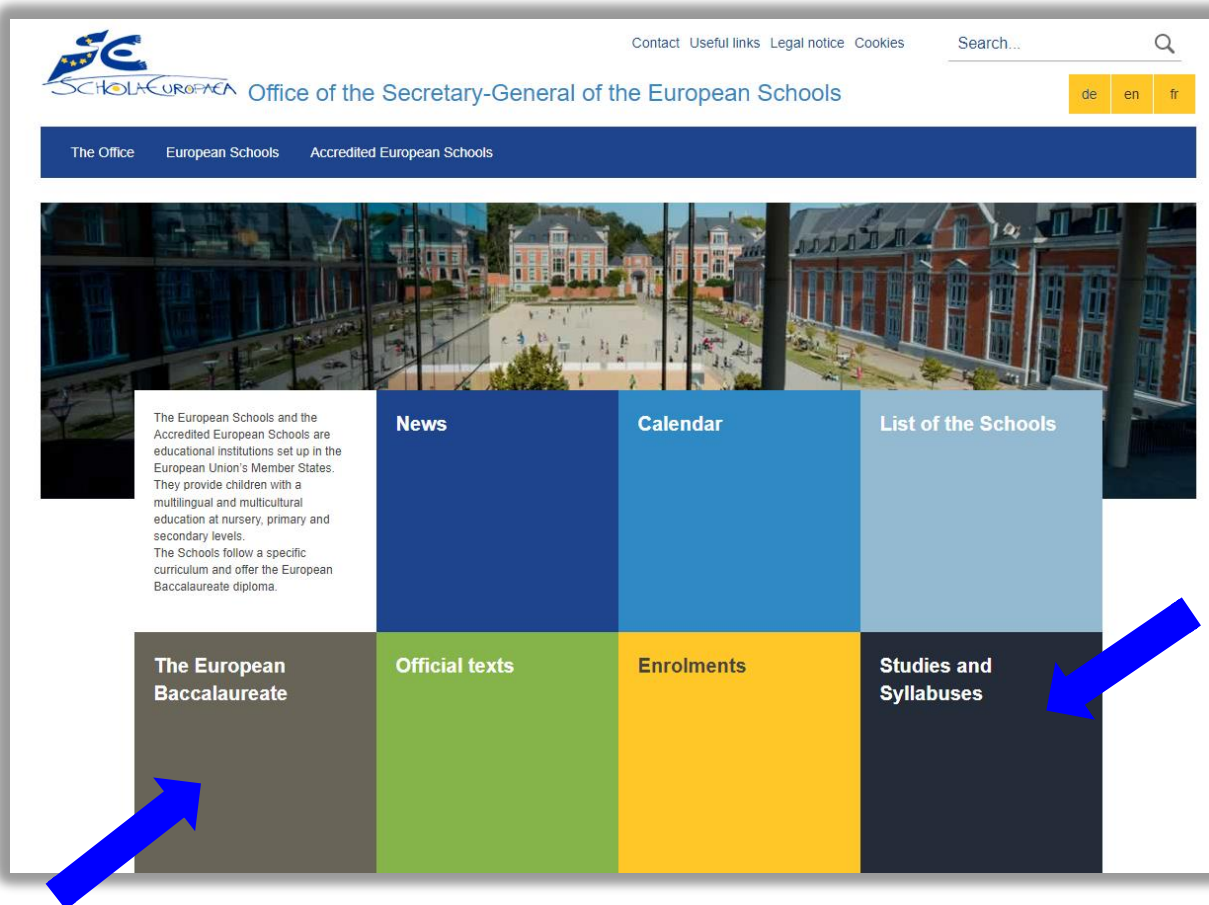 Contact Useful links Legal notice Cookies
Search...
SCHOLA EUROPAEA
Office of the Secretary-General of the European Schools
de en fr
The Office European Schools Accredited European Schools
The European Schools and the
Accredited European Schools are
educational institutions set up in the
European Union's Member States.
They provide children with a
multilingual and multicultural
education at nursery, primary and
secondary levels.
The Schools follow a specific
curriculum and offer the European
Baccalaureate diploma.
News
Calendar
List of the Schools
The European
Baccalaureate
Official texts
Enrolments
Studies and
Syllabuses